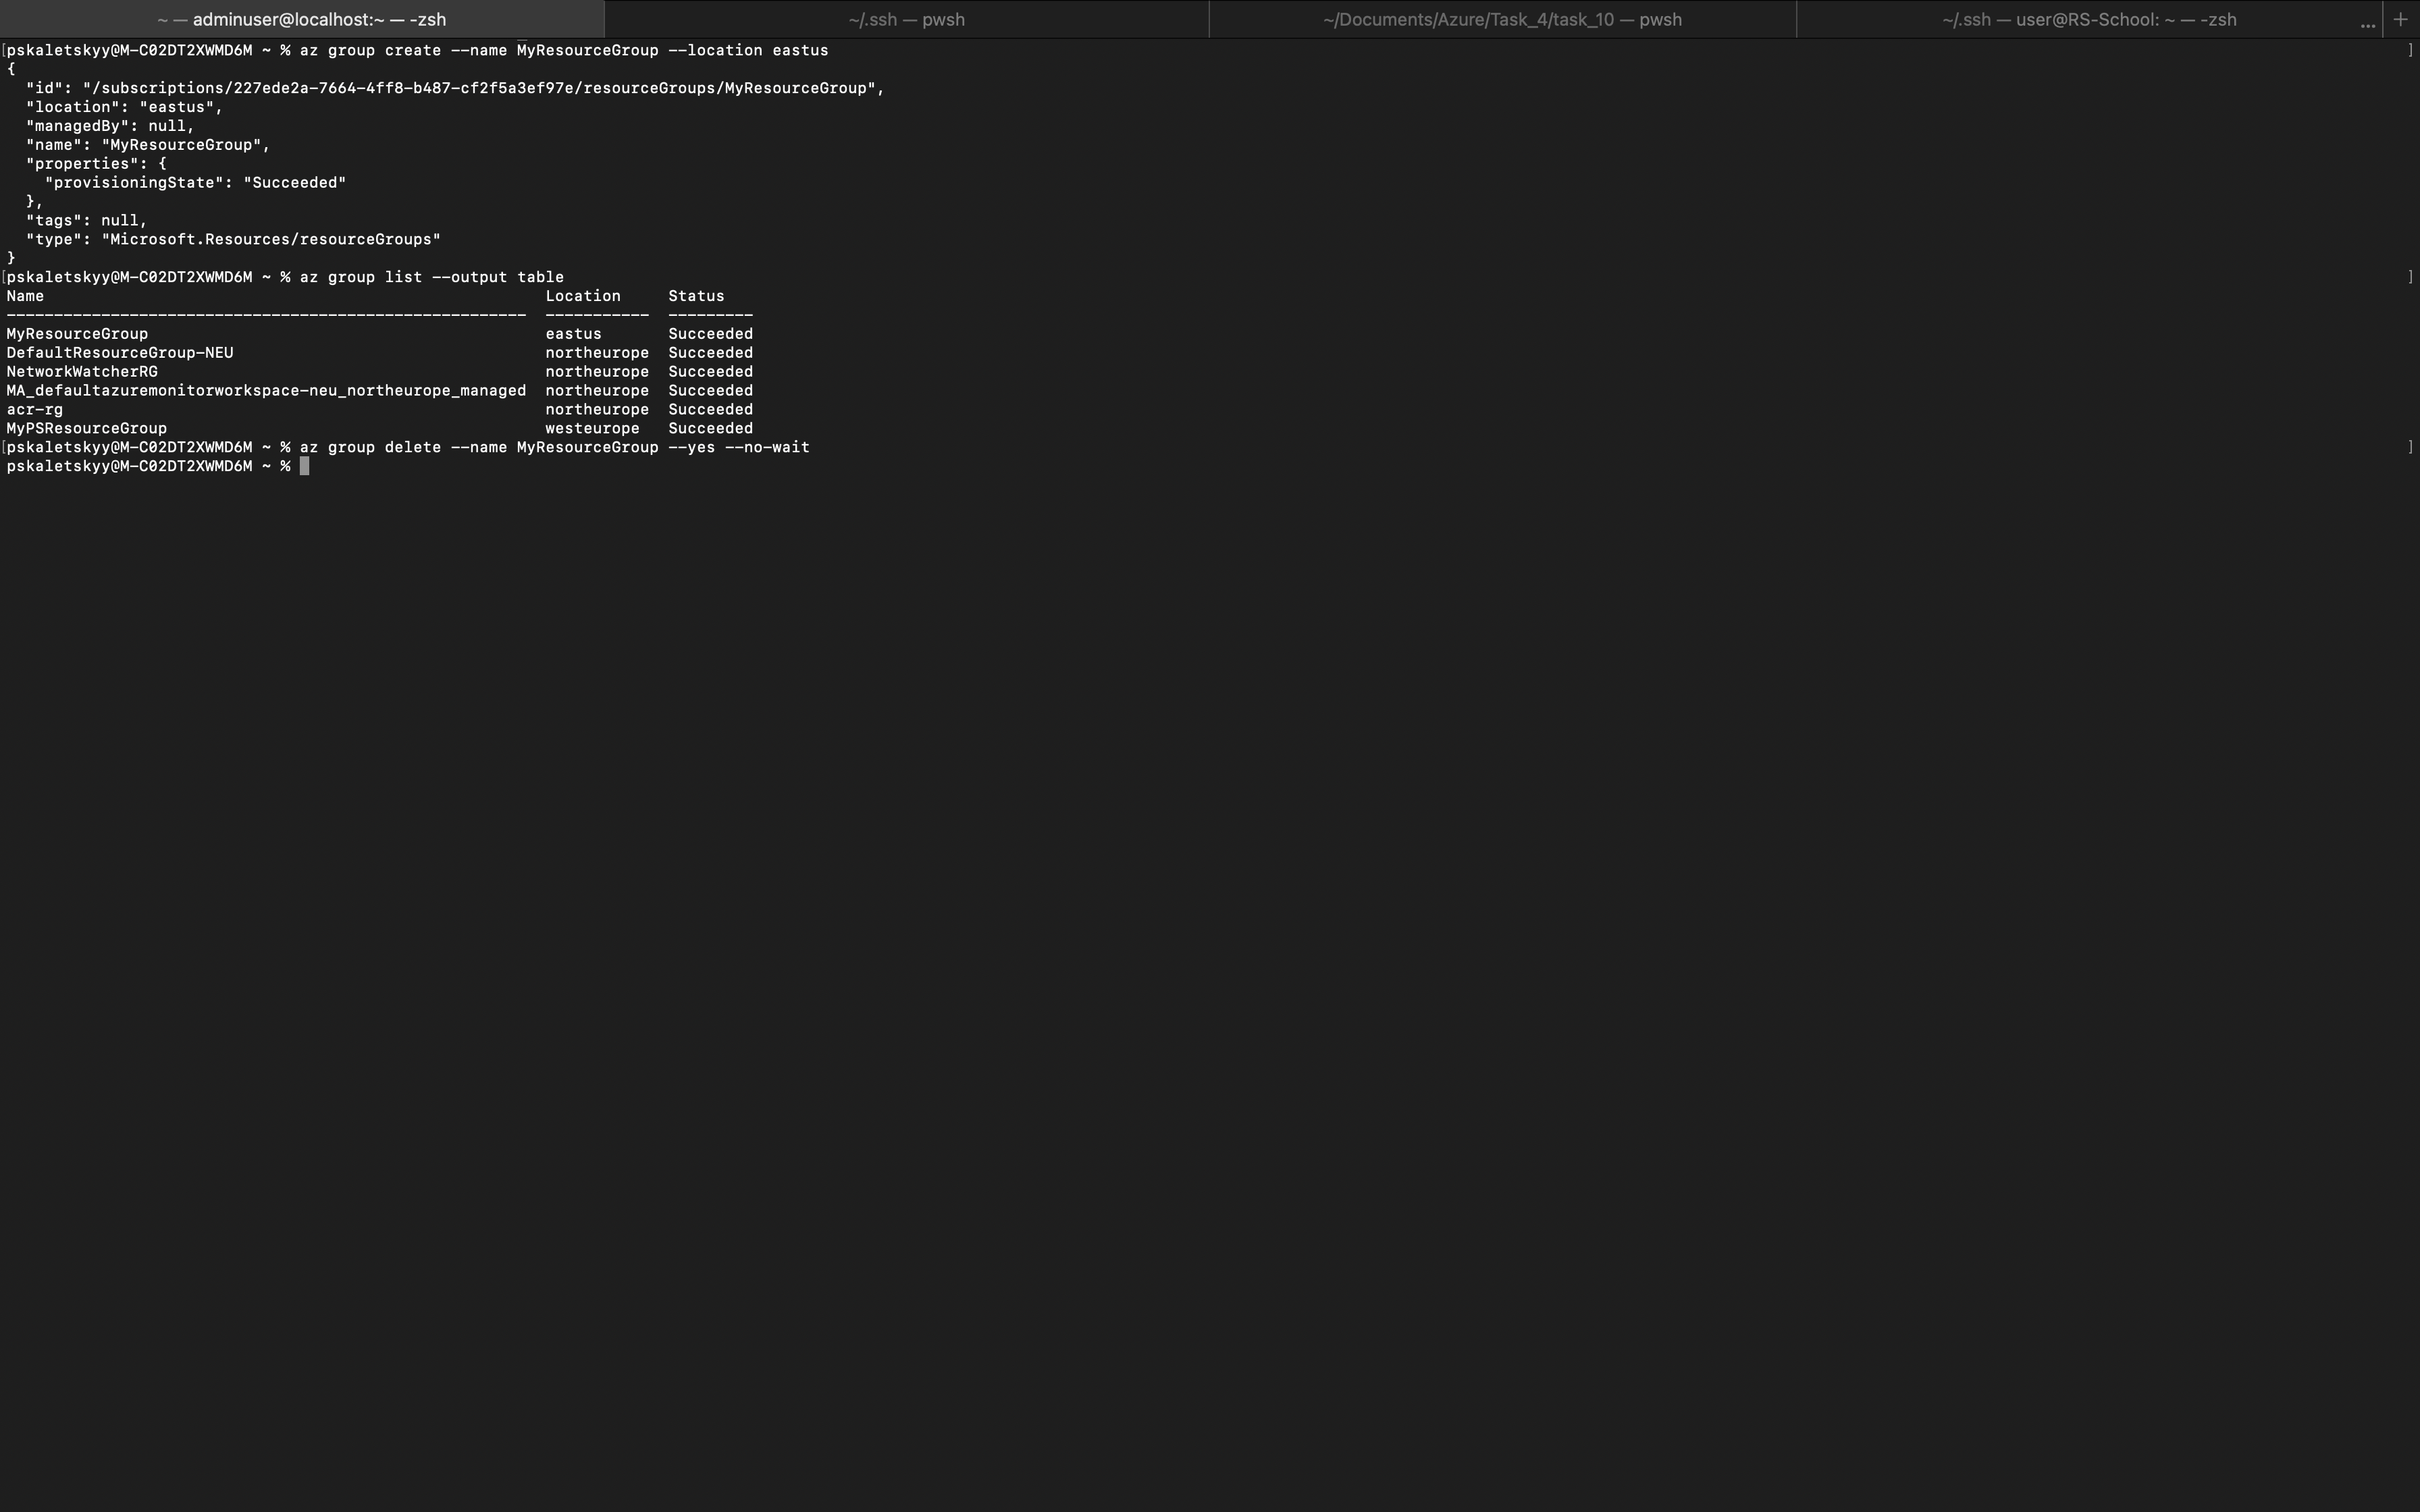 ~ — adminuser@localhost:~ — -zsh
~/.ssh — pwsh
~/Documents/Azure/Task_4/task_10 — pwsh
~/.ssh — user@RS-School: ~ — -zsh
... +
[pskaletskyy@M-C02DT2XWMD6M ~ % az group create --name MyResourceGroup --location eastus ]
{
  "id": "/subscriptions/227ede2a-7664-4ff8-b487-cf2f5a3ef97e/resourceGroups/MyResourceGroup",
  "location": "eastus",
  "managedBy": null,
  "name": "MyResourceGroup",
  "properties": {
    "provisioningState": "Succeeded"
  },
  "tags": null,
  "type": "Microsoft.Resources/resourceGroups"
}
[pskaletskyy@M-C02DT2XWMD6M ~ % az group list --output table ]
Name                                                     Location     Status
-------------------------------------------------------  -----------  ---------
MyResourceGroup                                          eastus       Succeeded
DefaultResourceGroup-NEU                                 northeurope  Succeeded
NetworkWatcherRG                                         northeurope  Succeeded
MA_defaultazuremonitorworkspace-neu_northeurope_managed  northeurope  Succeeded
acr-rg                                                   northeurope  Succeeded
MyPSResourceGroup                                        westeurope   Succeeded
[pskaletskyy@M-C02DT2XWMD6M ~ % az group delete --name MyResourceGroup --yes --no-wait ]
pskaletskyy@M-C02DT2XWMD6M ~ %